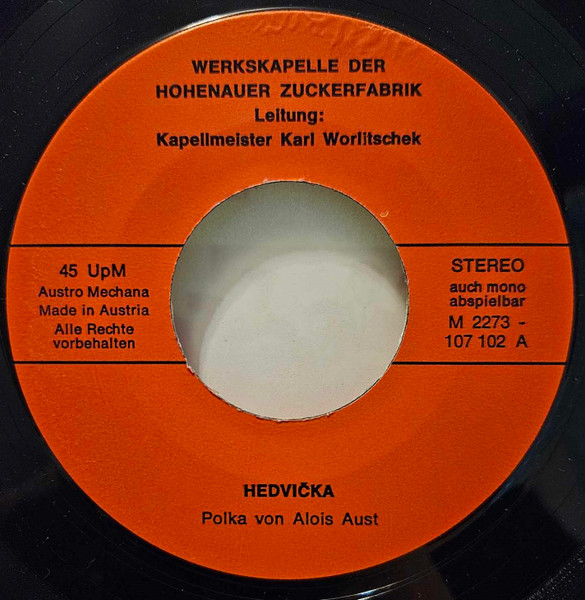 WERKSKAPELLE DER
HOHENAUER ZUCKERFABRIK
Leitung:
Kapellmeister Karl Worlitschek
45 UpM
Austro Mechana
Made in Austria
Alle Rechte
vorbehalten
STEREO
auch mono
abspielbar
M 2273 -
107 102 A
HEDVIČKA
Polka von Alois Aust